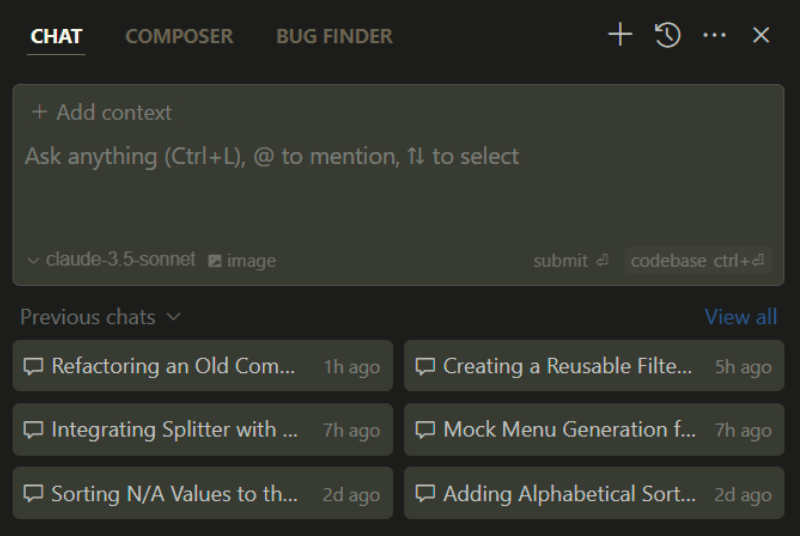 CHAT COMPOSER BUG FINDER
+ Add context
Ask anything (Ctrl+L), @ to mention, ⇅ to select
claude-3.5-sonnet image submit ⏎ codebase ctrl+⏎
Previous chats View all
Refactoring an Old Com... 1h ago
Creating a Reusable Filte... 5h ago
Integrating Splitter with ... 7h ago
Mock Menu Generation f... 7h ago
Sorting N/A Values to th... 2d ago
Adding Alphabetical Sort... 2d ago